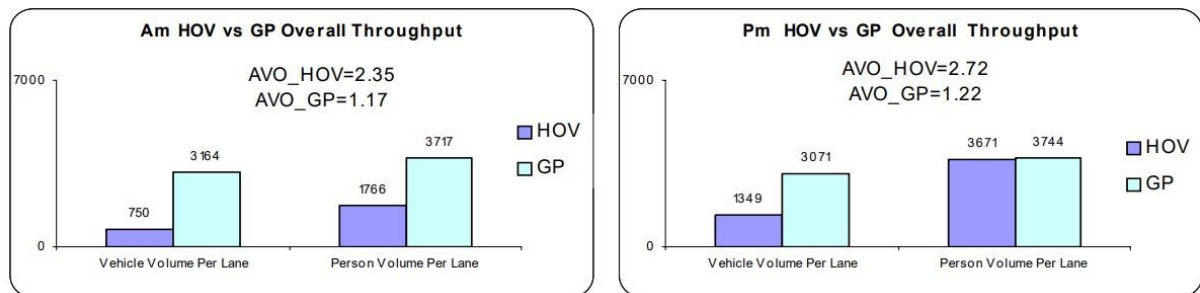 Am HOV vs GP Overall Throughput
AVO_HOV=2.35
AVO_GP=1.17
7000
0
750
3164
1766
3717
HOV
GP
Vehicle Volume Per Lane
Person Volume Per Lane
Pm HOV vs GP Overall Throughput
AVO_HOV=2.72
AVO_GP=1.22
7000
0
1349
3071
3671
3744
HOV
GP
Vehicle Volume Per Lane
Person Volume Per Lane